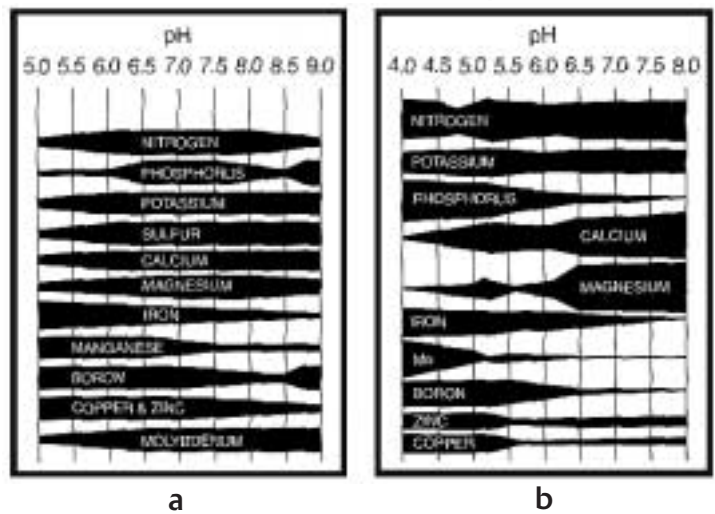 pH
5.0 5.5 6.0 6.5 7.0 7.5 8.0 8.5 9.0
NITROGEN
PHOSPHORUS
POTASSIUM
SULFUR
CALCIUM
MAGNESIUM
IRON
MANGANESE
BORON
COPPER & ZINC
MOLYBDENUM
a
pH
4.0 4.5 5.0 5.5 6.0 6.5 7.0 8.0
NITROGEN
POTASSIUM
PHOSPHORUS
CALCIUM
MAGNESIUM
IRON
Mn
BORON
ZINC
COPPER
b